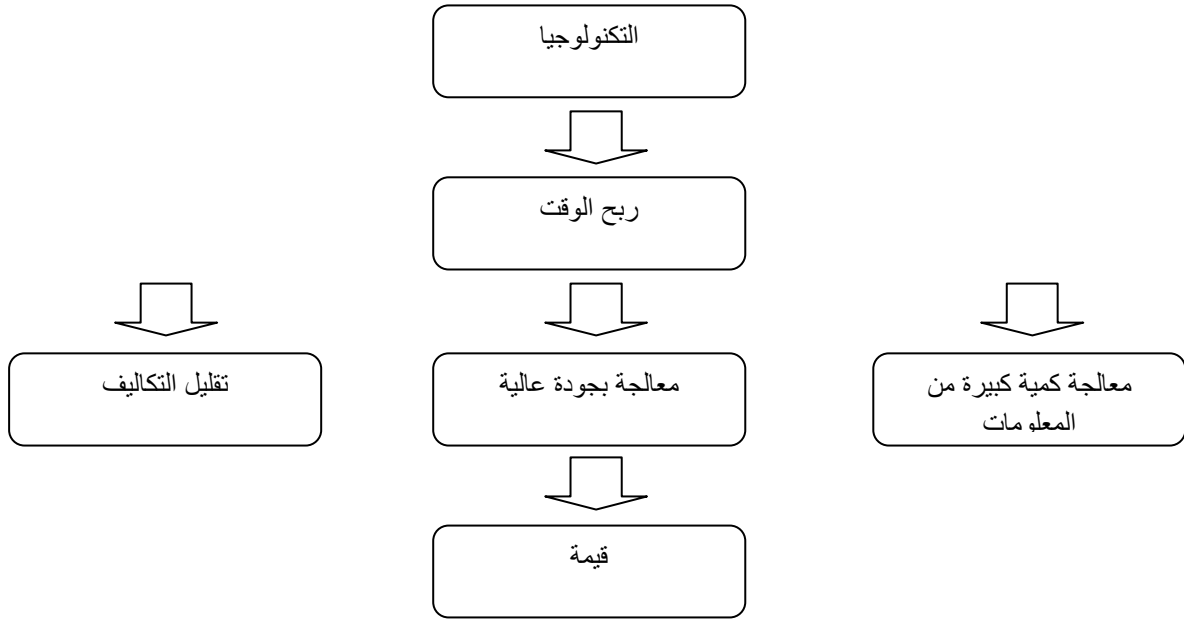 التكنولوجيا
ربح الوقت
معالجة كمية كبيرة من
المعلومات
معالجة بجودة عالية
تقليل التكاليف
قيمة